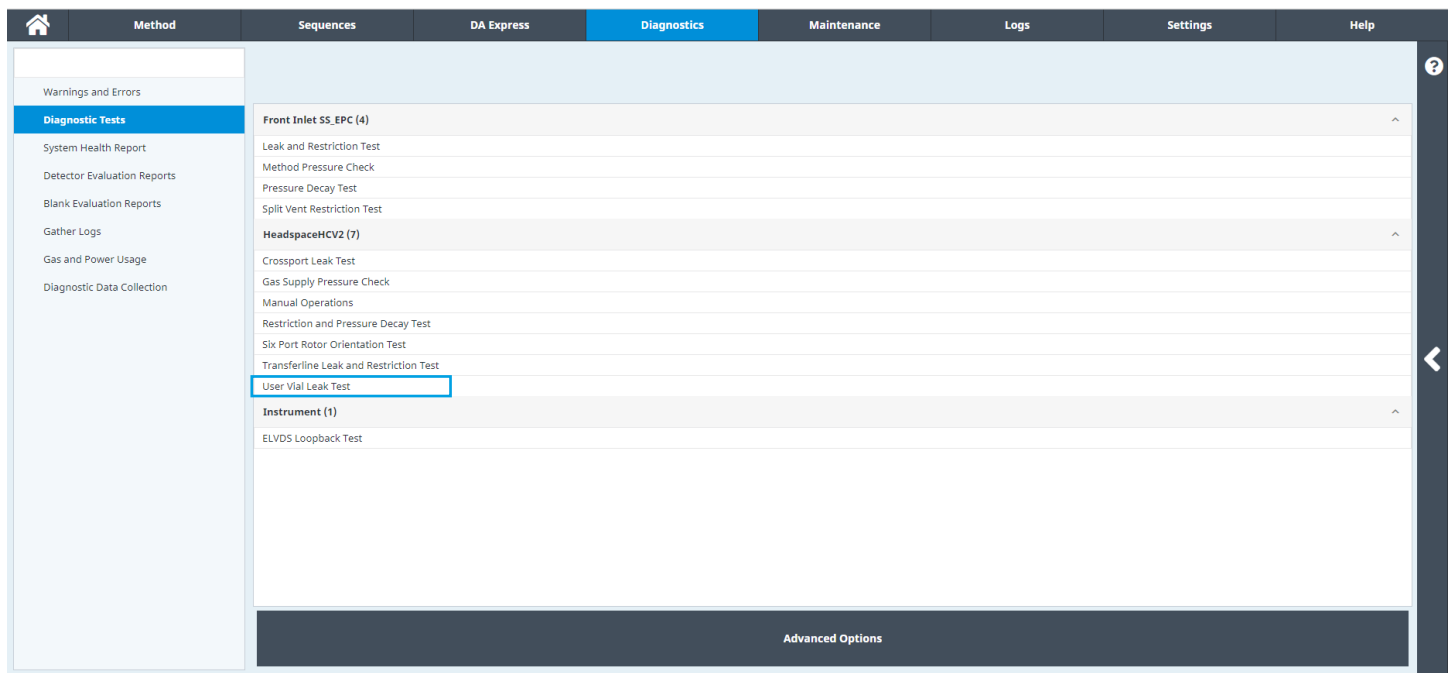 Method Sequences DA Express Diagnostics Maintenance Logs Settings Help
Warnings and Errors
Diagnostic Tests
System Health Report
Detector Evaluation Reports
Blank Evaluation Reports
Gather Logs
Gas and Power Usage
Diagnostic Data Collection
Front Inlet SS_EPC (4)
Leak and Restriction Test
Method Pressure Check
Pressure Decay Test
Split Vent Restriction Test
HeadspaceHCV2 (7)
Crossport Leak Test
Gas Supply Pressure Check
Manual Operations
Restriction and Pressure Decay Test
Six Port Rotor Orientation Test
Transferline Leak and Restriction Test
User Vial Leak Test
Instrument (1)
ELVDS Loopback Test
Advanced Options
?